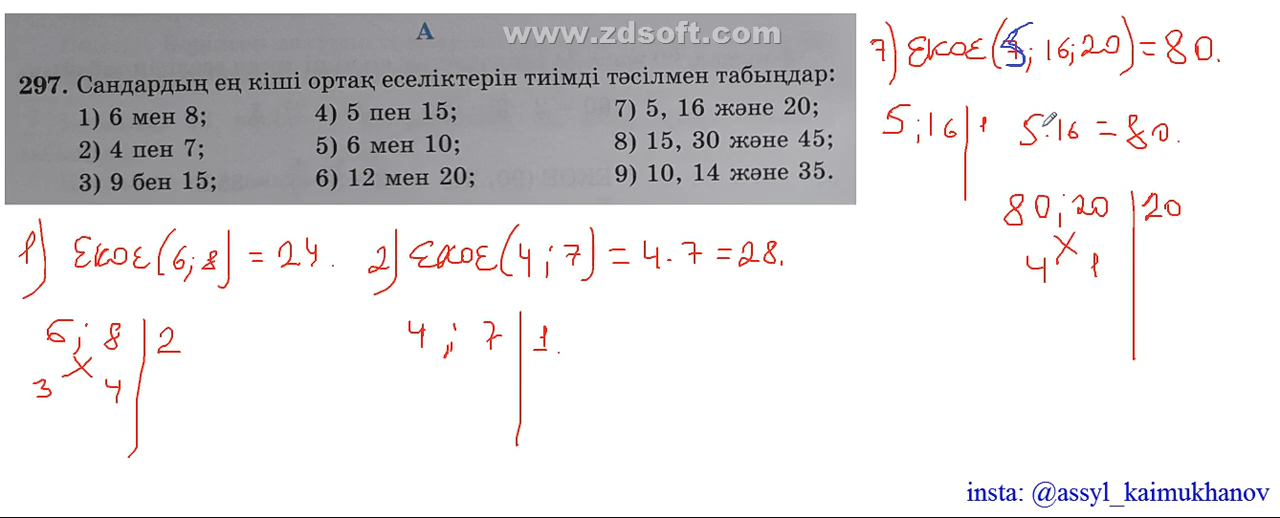 А
www.zdsoft.com
297. Сандардың ең кіші ортақ еселіктерін тиімді тәсілмен табыңдар:
1) 6 мен 8; 4) 5 пен 15; 7) 5, 16 және 20;
2) 4 пен 7; 5) 6 мен 10; 8) 15, 30 және 45;
3) 9 бен 15; 6) 12 мен 20; 9) 10, 14 және 35.
1) ЕКОЕ(6;8) = 24.
6; 8 | 2
3 4
2) ЕКОЕ(4;7) = 4·7=28.
4; 7 | 1.
7) ЕКОЕ(5; 16; 20) = 80.
5; 16 | 1
5·16 = 80.
80; 20 | 20
4 1
insta: @assyl_kaimukhanov